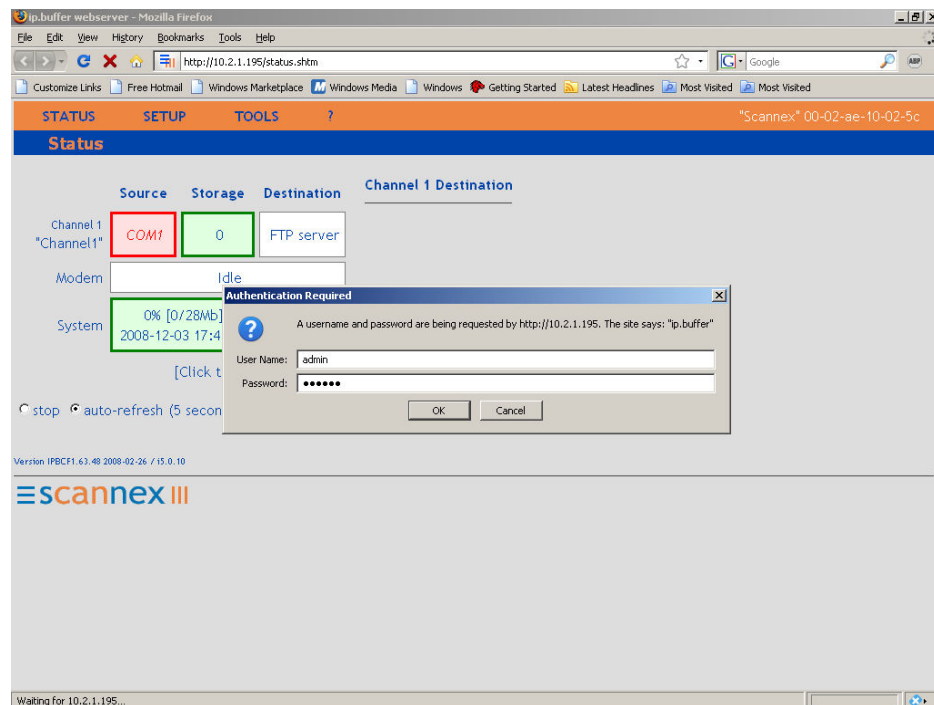 ip.buffer webserver - Mozilla Firefox
File Edit View History Bookmarks Tools Help
http://10.2.1.195/status.shtm
G Google
ABP
Customize Links Free Hotmail Windows Marketplace Windows Media Windows Getting Started Latest Headlines Most Visited Most Visited
STATUS SETUP TOOLS ? "Scannex" 00-02-ae-10-02-5c
Status
Source Storage Destination Channel 1 Destination
Channel 1
"Channel1" COM1 0 FTP server
Modem Idle
Authentication Required
System 0% [0/28Mb]
2008-12-03 17:4
A username and password are being requested by http://10.2.1.195. The site says: "ip.buffer"
User Name: admin
Password: ••••••
OK Cancel
[Click t
stop auto-refresh (5 secon
Version IPBCF1.63.48 2008-02-26 / i5.0.10
scannex
Waiting for 10.2.1.195...